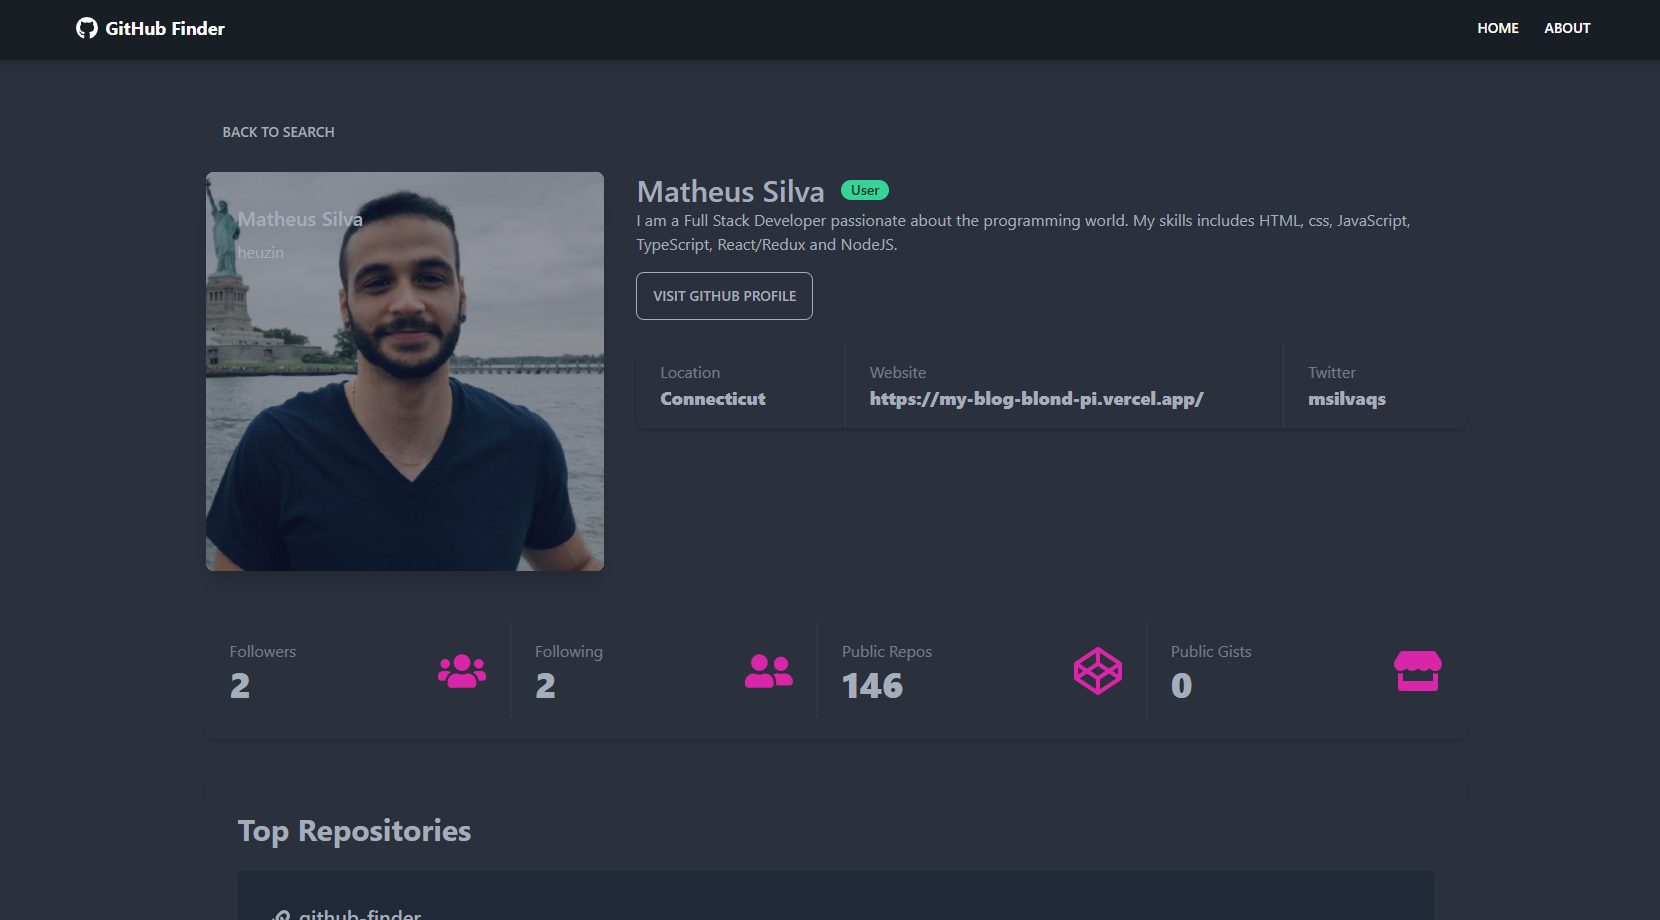 GitHub Finder
HOME
ABOUT
BACK TO SEARCH
Matheus Silva
heuzin
Matheus Silva
User
I am a Full Stack Developer passionate about the programming world. My skills includes HTML, css, JavaScript,
TypeScript, React/Redux and NodeJS.
VISIT GITHUB PROFILE
Location
Connecticut
Website
https://my-blog-blond-pi.vercel.app/
Twitter
msilvaqs
Followers
2
Following
2
Public Repos
146
Public Gists
0
Top Repositories
github-finder